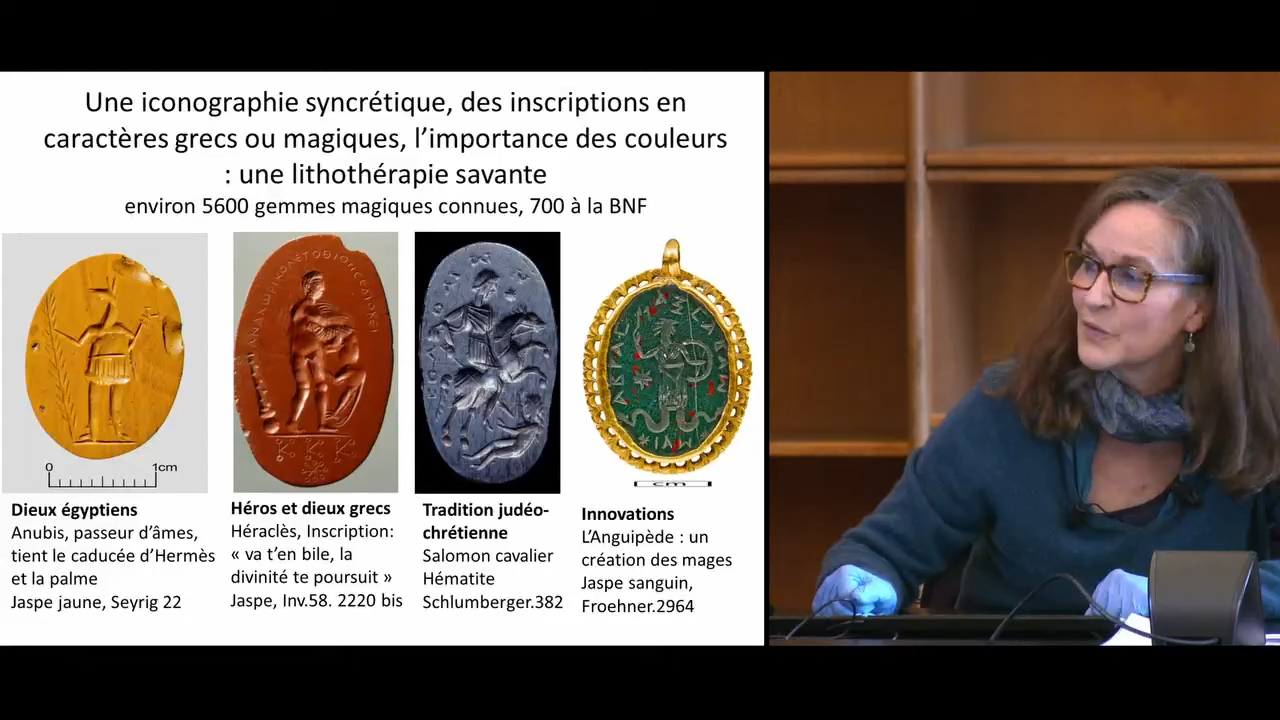 Une iconographie syncrétique, des inscriptions en
caractères grecs ou magiques, l’importance des couleurs
: une lithothérapie savante
environ 5600 gemmes magiques connues, 700 à la BNF
0 1cm
cm
Dieux égyptiens
Anubis, passeur d’âmes,
tient le caducée d’Hermès
et la palme
Jaspe jaune, Seyrig 22
Héros et dieux grecs
Héraclès, Inscription:
« va t’en bile, la
divinité te poursuit »
Jaspe, Inv.58. 2220 bis
Tradition judéo-
chrétienne
Salomon cavalier
Hématite
Schlumberger.382
Innovations
L’Anguipède : un
création des mages
Jaspe sanguin,
Froehner.2964